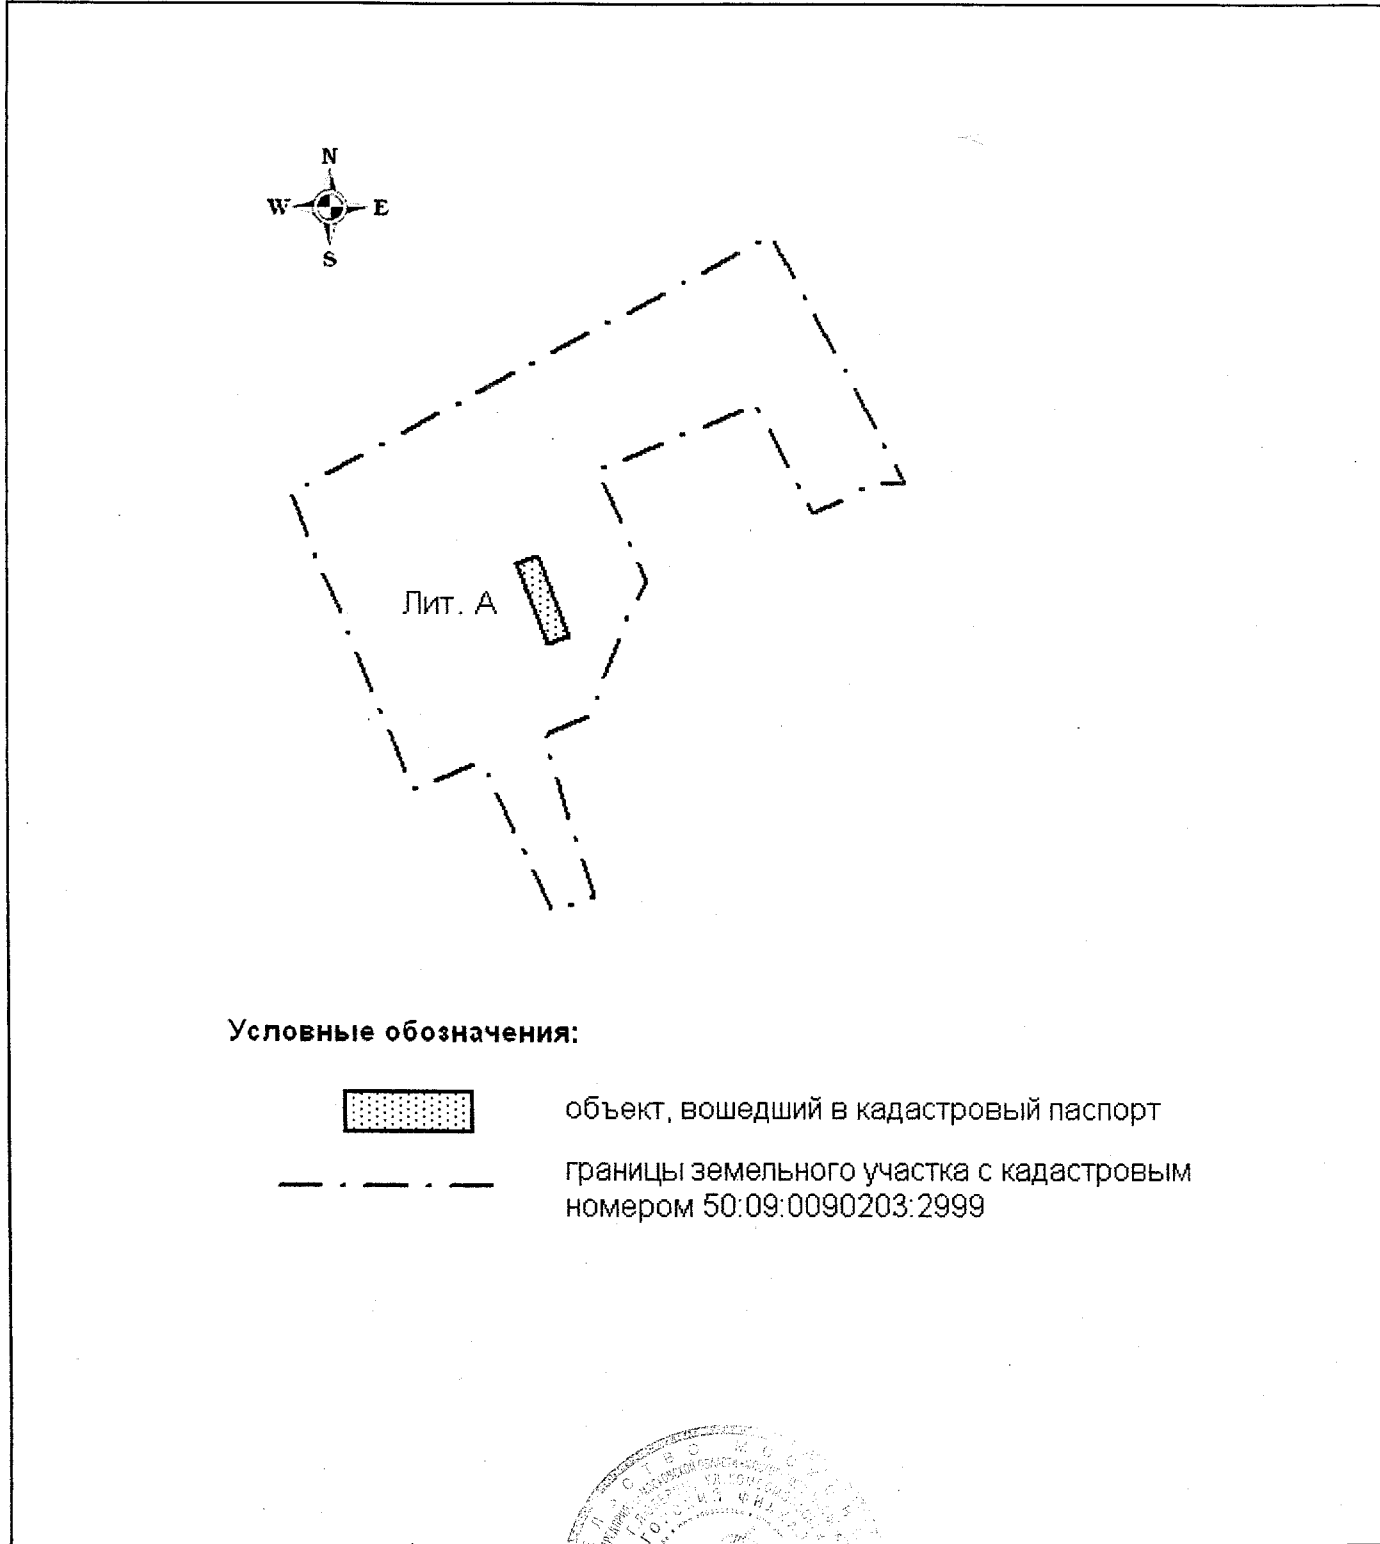 N
W E
S
Лит. А
Условные обозначения:
объект, вошедший в кадастровый паспорт
границы земельного участка с кадастровым
номером 50:09:0090203:2999